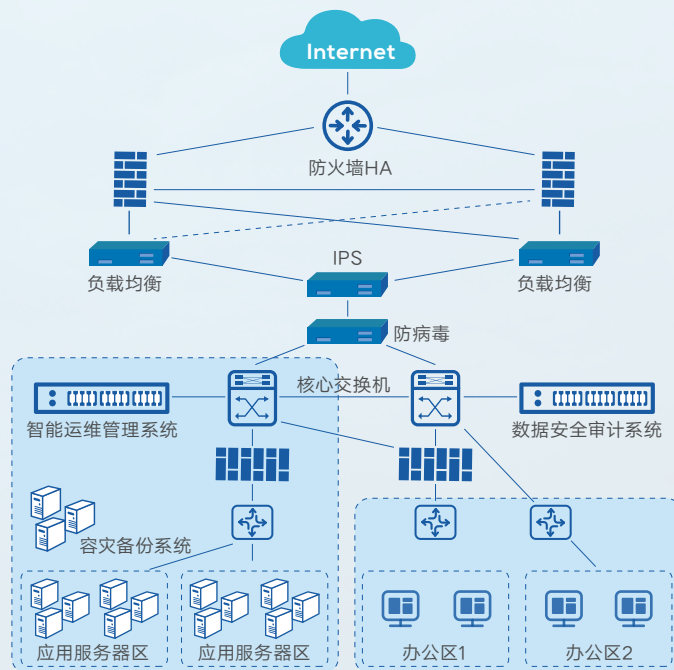 Internet
防火墙HA
IPS
负载均衡
负载均衡
防病毒
核心交换机
智能运维管理系统
数据安全审计系统
容灾备份系统
应用服务器区
应用服务器区
办公区1
办公区2